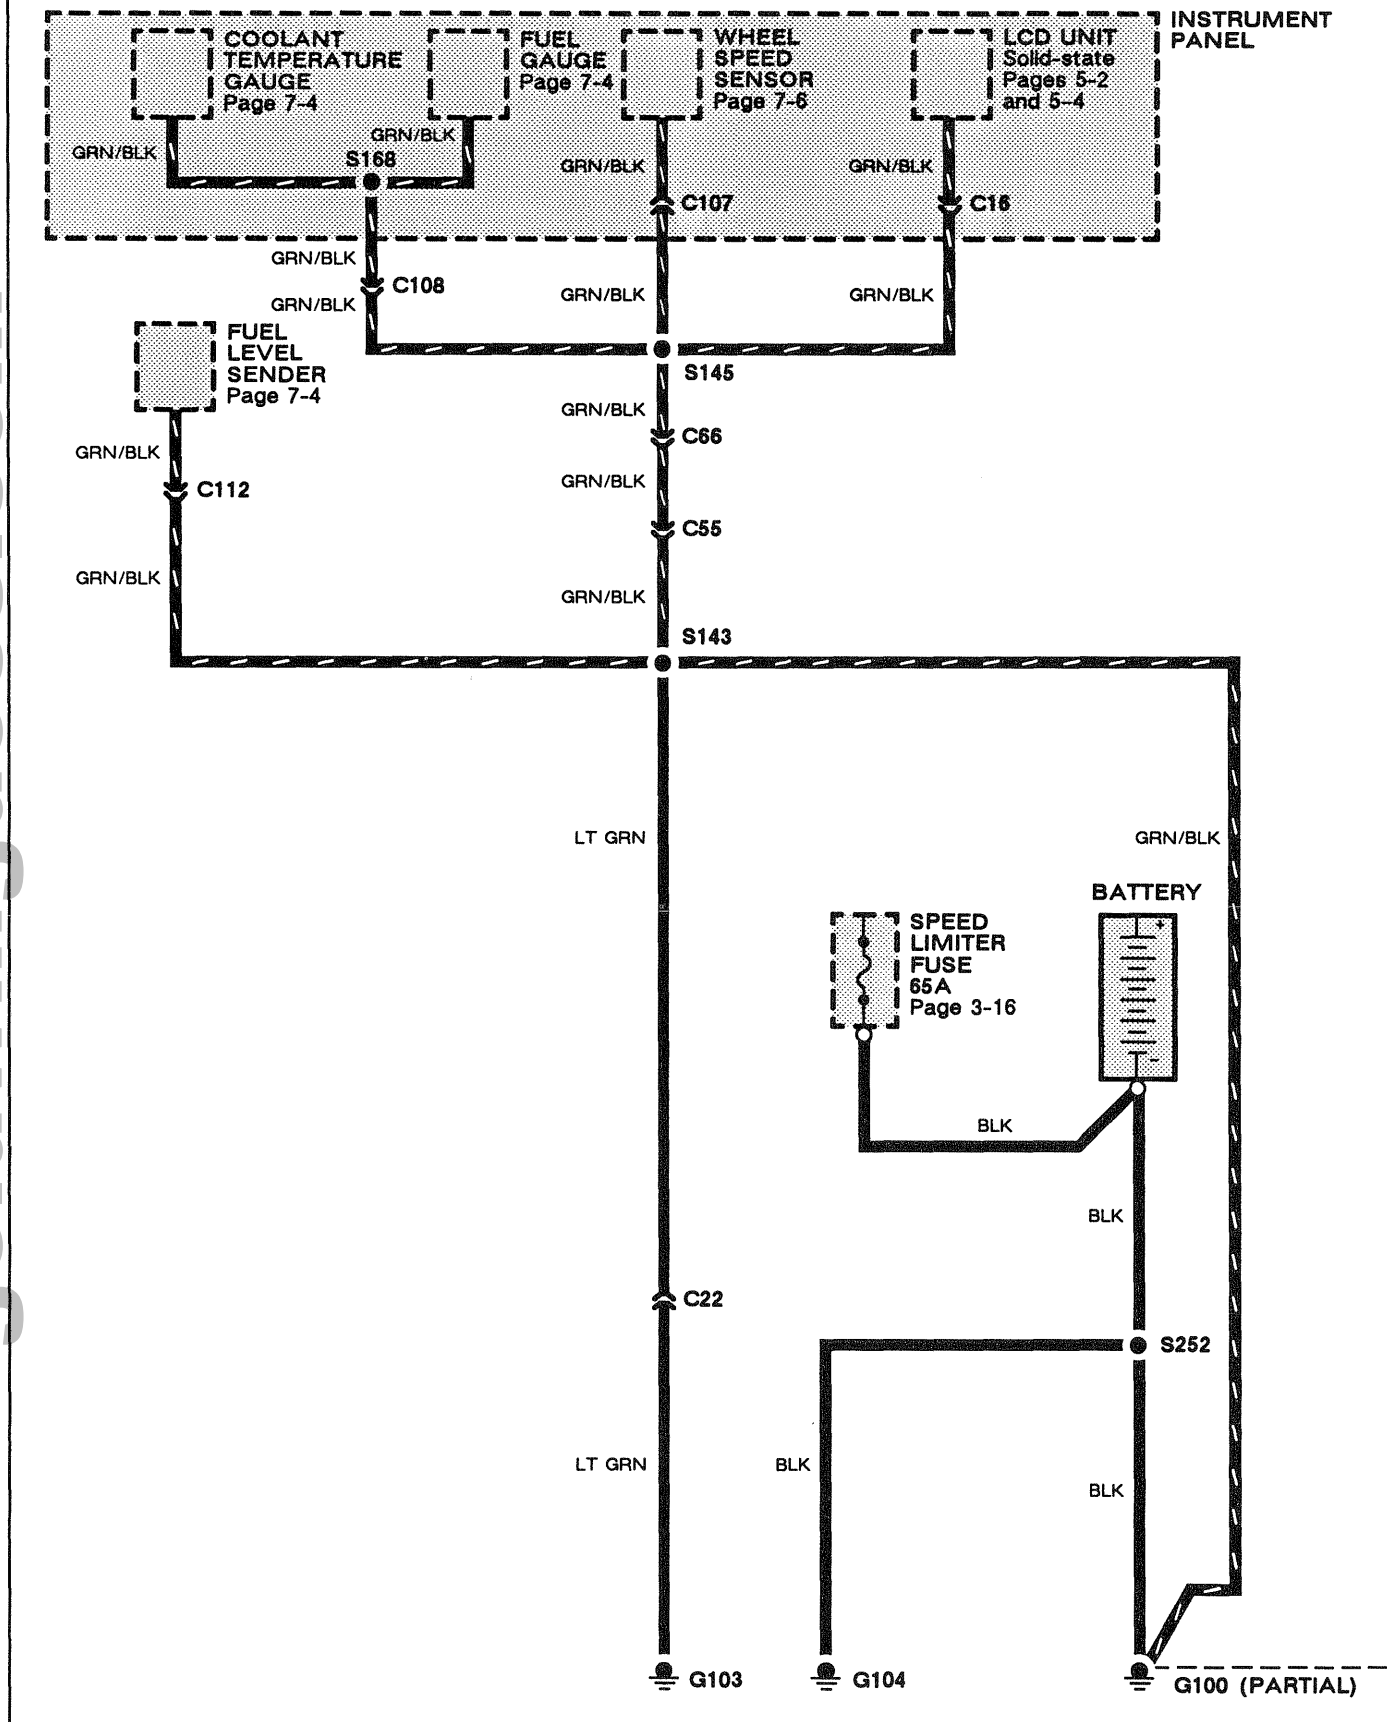 INSTRUMENT
PANEL
COOLANT
TEMPERATURE
GAUGE
Page 7-4
FUEL
GAUGE
Page 7-4
WHEEL
SPEED
SENSOR
Page 7-6
LCD UNIT
Solid-state
Pages 5-2
and 5-4
GRN/BLK
GRN/BLK
S168
GRN/BLK
GRN/BLK
C107
C16
GRN/BLK
C108
GRN/BLK
GRN/BLK
GRN/BLK
FUEL
LEVEL
SENDER
Page 7-4
S145
GRN/BLK
C66
GRN/BLK
C112
GRN/BLK
C55
GRN/BLK
GRN/BLK
S143
LT GRN
GRN/BLK
BATTERY
+
-
SPEED
LIMITER
FUSE
65A
Page 3-16
BLK
BLK
C22
S252
LT GRN
BLK
BLK
G103
G104
G100 (PARTIAL)